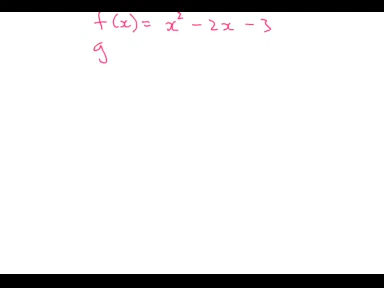 f(x) = x² - 2x - 3
g